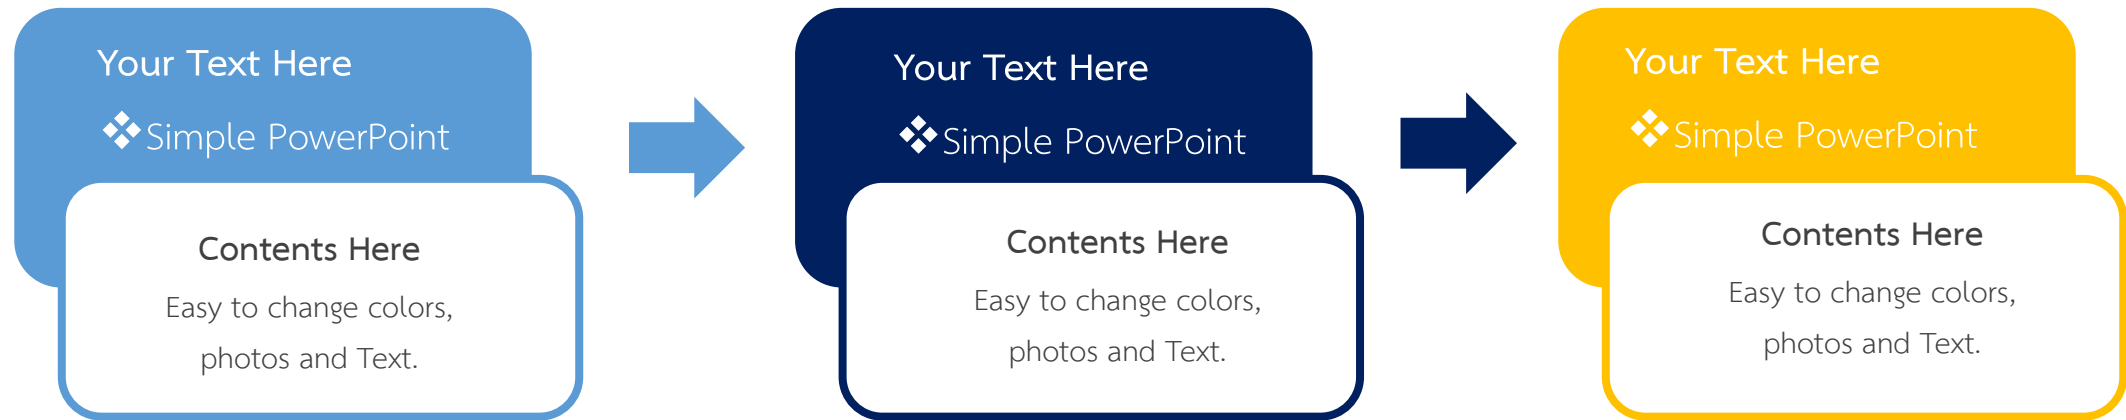 Your Text Here
❖Simple PowerPoint
Contents Here
Easy to change colors,
photos and Text.
Your Text Here
❖Simple PowerPoint
Contents Here
Easy to change colors,
photos and Text.
Your Text Here
❖Simple PowerPoint
Contents Here
Easy to change colors,
photos and Text.